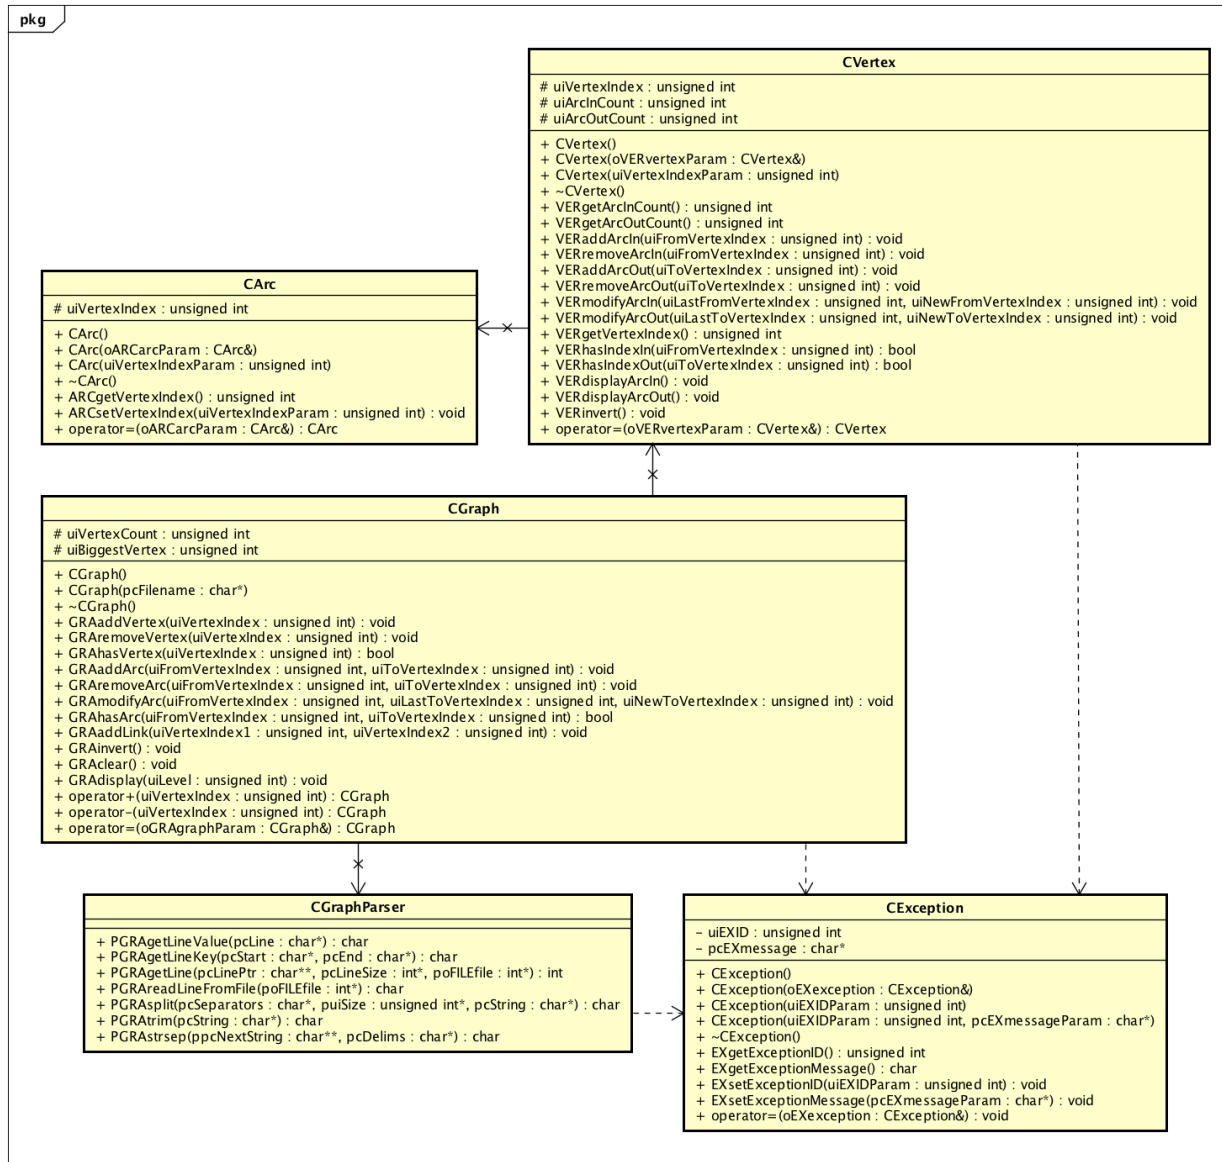 pkg
CVertex
# uiVertexIndex : unsigned int
# uiArcInCount : unsigned int
# uiArcOutCount : unsigned int
+ CVertex()
+ CVertex(oVERvertexParam : CVertex&)
+ CVertex(uiVertexIndexParam : unsigned int)
+ ~CVertex()
+ VERgetArcInCount() : unsigned int
+ VERgetArcOutCount() : unsigned int
+ VERaddArcIn(uiFromVertexIndex : unsigned int) : void
+ VERremoveArcIn(uiFromVertexIndex : unsigned int) : void
+ VERaddArcOut(uiToVertexIndex : unsigned int) : void
+ VERremoveArcOut(uiToVertexIndex : unsigned int) : void
+ VERmodifyArcIn(uiLastFromVertexIndex : unsigned int, uiNewFromVertexIndex : unsigned int) : void
+ VERmodifyArcOut(uiLastToVertexIndex : unsigned int, uiNewToVertexIndex : unsigned int) : void
+ VERgetVertexIndex() : unsigned int
+ VERhasIndexIn(uiFromVertexIndex : unsigned int) : bool
+ VERhasIndexOut(uiToVertexIndex : unsigned int) : bool
+ VERdisplayArcIn() : void
+ VERdisplayArcOut() : void
+ VERinvert() : void
+ operator=(oVERvertexParam : CVertex&) : CVertex
CArc
# uiVertexIndex : unsigned int
+ CArc()
+ CArc(oARCarcParam : CArc&)
+ CArc(uiVertexIndexParam : unsigned int)
+ ~CArc()
+ ARCgetVertexIndex() : unsigned int
+ ARCsetVertexIndex(uiVertexIndexParam : unsigned int) : void
+ operator=(oARCarcParam : CArc&) : CArc
CGraph
# uiVertexCount : unsigned int
# uiBiggestVertex : unsigned int
+ CGraph()
+ CGraph(pcFilename : char*)
+ ~CGraph()
+ GRAaddVertex(uiVertexIndex : unsigned int) : void
+ GRAremoveVertex(uiVertexIndex : unsigned int) : void
+ GRAhasVertex(uiVertexIndex : unsigned int) : bool
+ GRAaddArc(uiFromVertexIndex : unsigned int, uiToVertexIndex : unsigned int) : void
+ GRAremoveArc(uiFromVertexIndex : unsigned int, uiToVertexIndex : unsigned int) : void
+ GRAmodifyArc(uiFromVertexIndex : unsigned int, uiLastToVertexIndex : unsigned int, uiNewToVertexIndex : unsigned int) : void
+ GRAhasArc(uiFromVertexIndex : unsigned int, uiToVertexIndex : unsigned int) : bool
+ GRAaddLink(uiVertexIndex1 : unsigned int, uiVertexIndex2 : unsigned int) : void
+ GRAinvert() : void
+ GRAclear() : void
+ GRAdisplay(uiLevel : unsigned int) : void
+ operator+(uiVertexIndex : unsigned int) : CGraph
+ operator-(uiVertexIndex : unsigned int) : CGraph
+ operator=(oGRAgraphParam : CGraph&) : CGraph
CGraphParser
+ PGRAgetLineValue(pcLine : char*) : char
+ PGRAgetLineKey(pcStart : char*, pcEnd : char*) : char
+ PGRAgetLine(pcLinePtr : char**, pcLineSize : int*, poFILEfile : int*) : int
+ PGRAreadLineFromFile(poFILEfile : int*) : char
+ PGRAsplit(pcSeparators : char*, puiSize : unsigned int*, pcString : char*) : char
+ PGRAtrim(pcString : char*) : char
+ PGRAstrsep(ppcNextString : char**, pcDelims : char*) : char
CException
- uiEXID : unsigned int
- pcEXmessage : char*
+ CException()
+ CException(oEXexception : CException&)
+ CException(uiEXIDParam : unsigned int)
+ CException(uiEXIDParam : unsigned int, pcEXmessageParam : char*)
+ ~CException()
+ EXgetExceptionID() : unsigned int
+ EXgetExceptionMessage() : char
+ EXsetExceptionID(uiEXIDParam : unsigned int) : void
+ EXsetExceptionMessage(pcEXmessageParam : char*) : void
+ operator=(oEXexception : CException&) : void